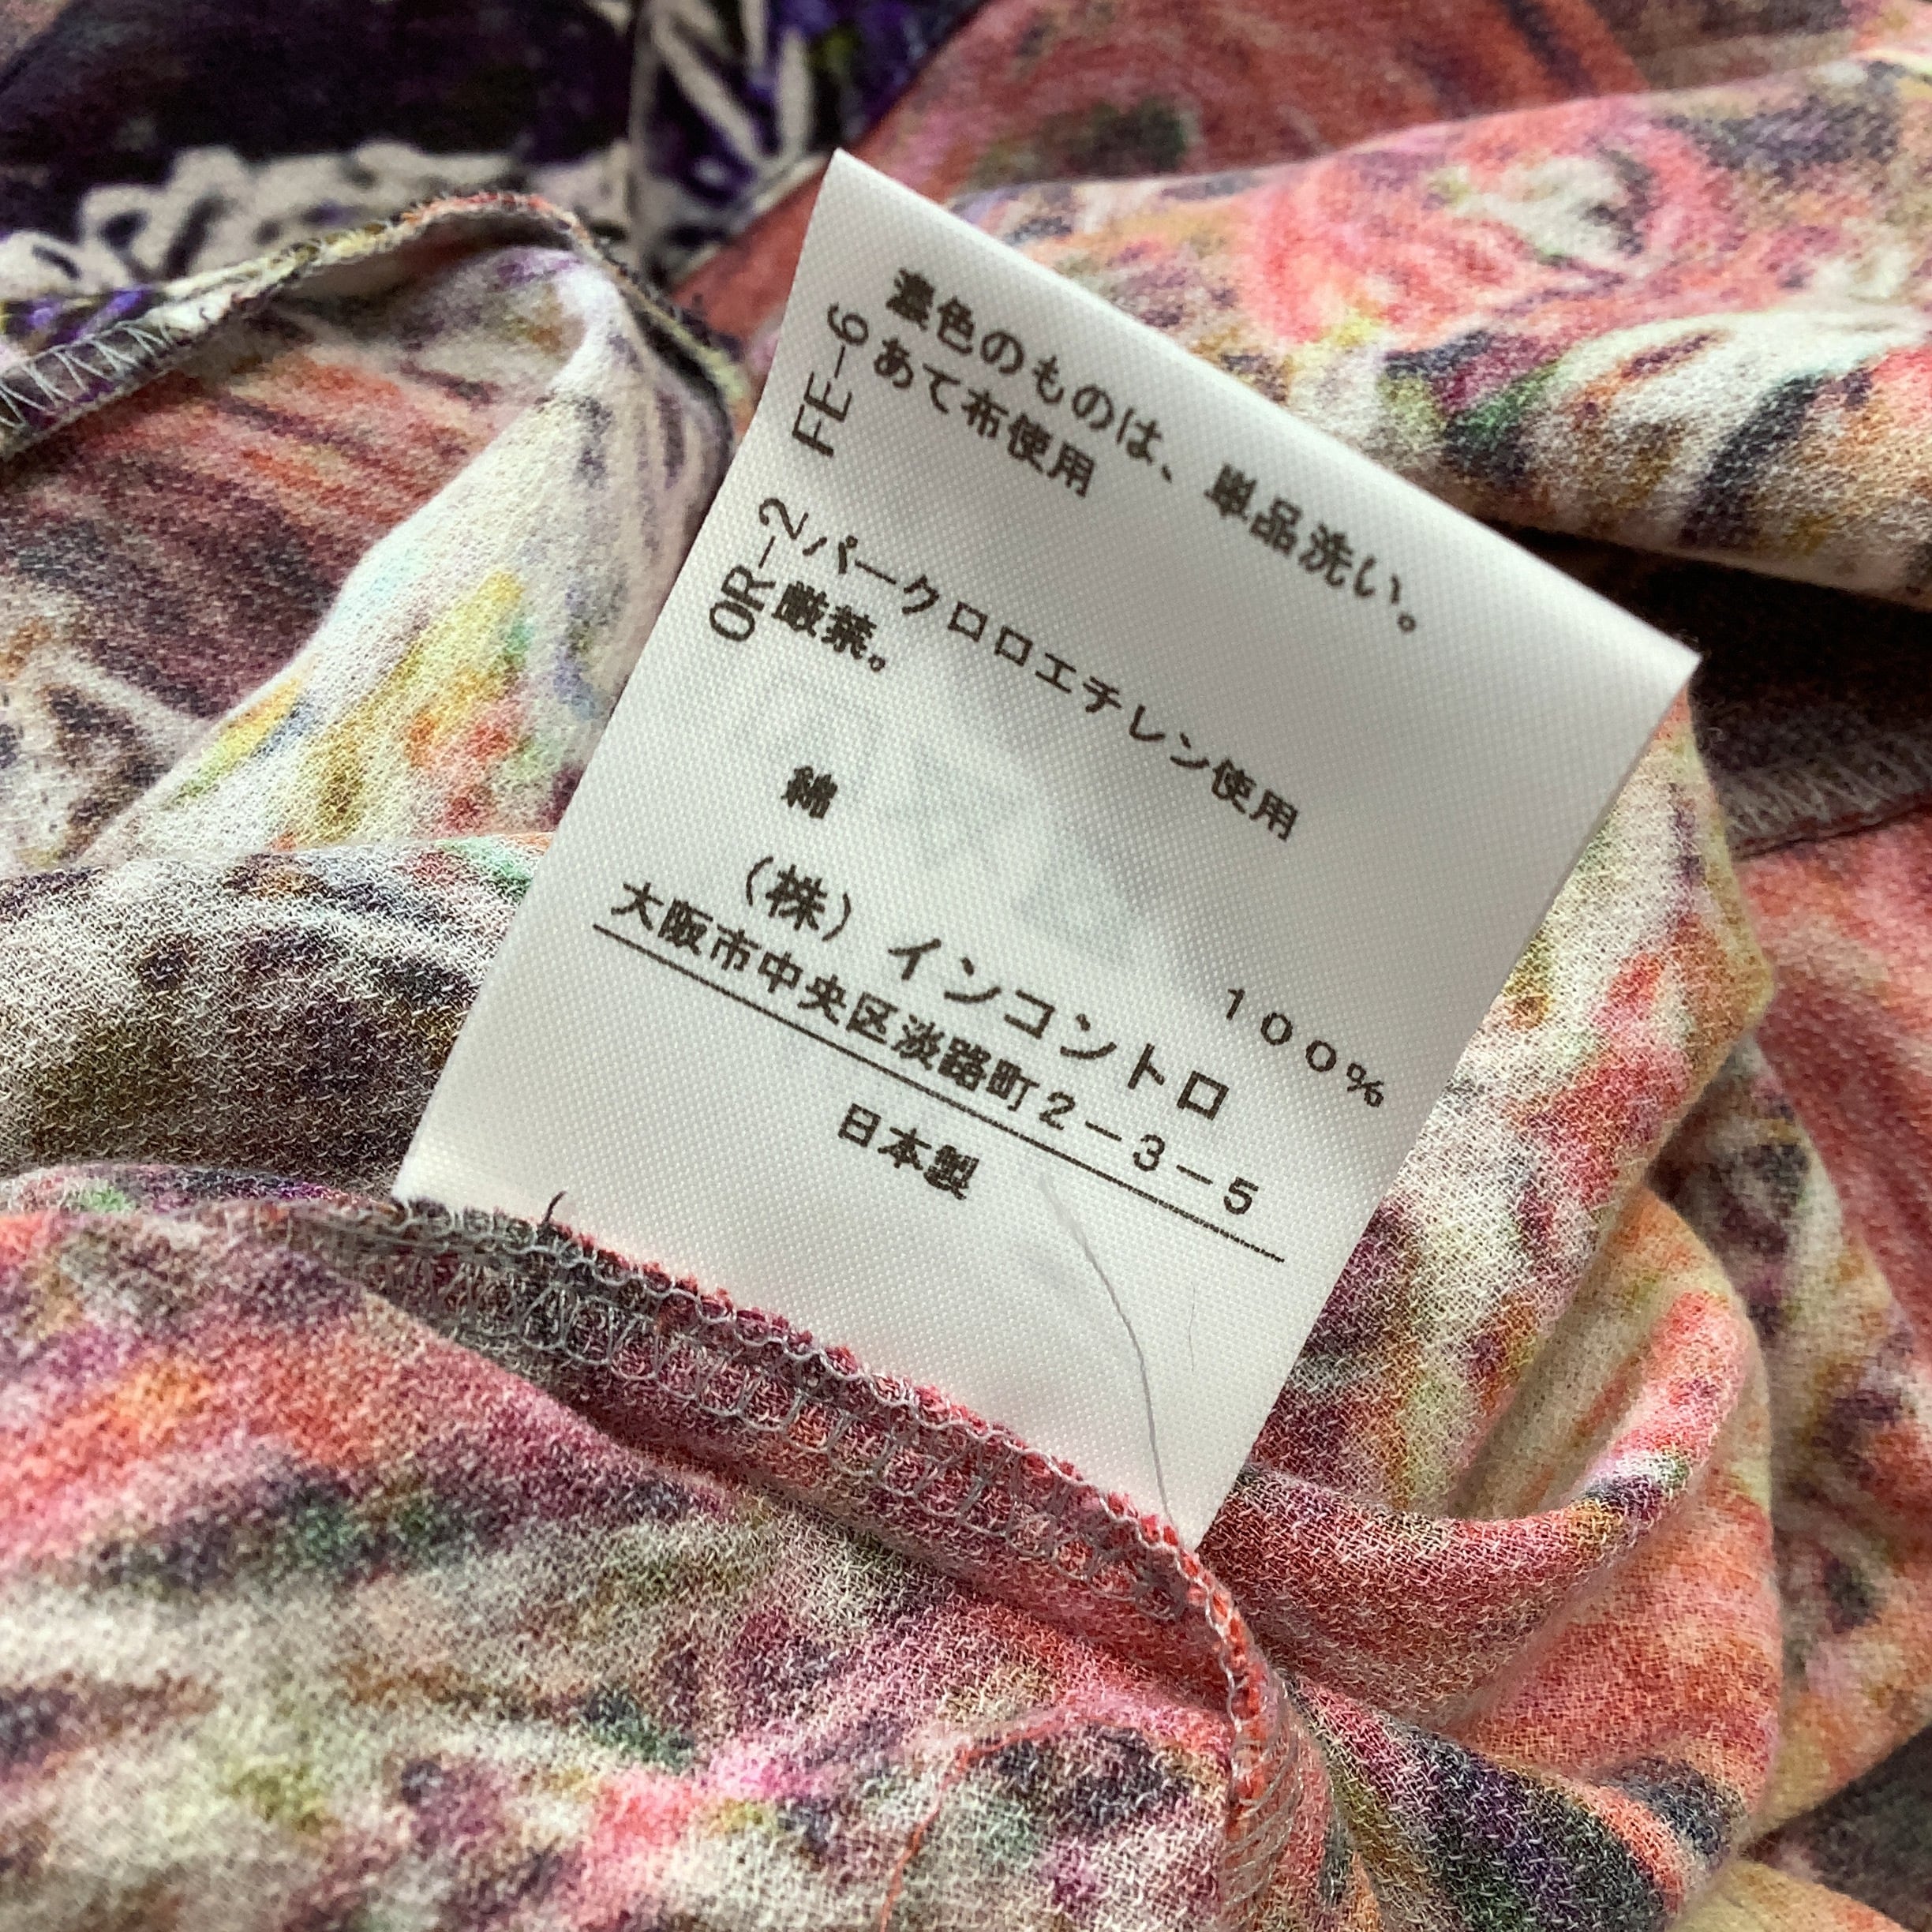 濃色のものは、単品洗い。
あて布使用
パークロロエチレン使用
厳禁。
FE-6
OR-2
綿 100%
（株）インコントロ
大阪市中央区淡路町2-3-5
日本製